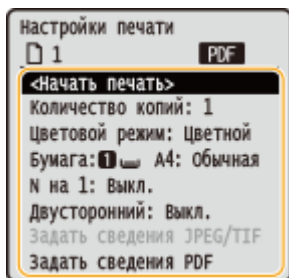 Настройки печати
1 PDF
<Начать печать>
Количество копий: 1
Цветовой режим: Цветной
Бумага: 1 A4: Обычная
N на 1: Выкл.
Двусторонний: Выкл.
Задать сведения JPEG/TIF
Задать сведения PDF